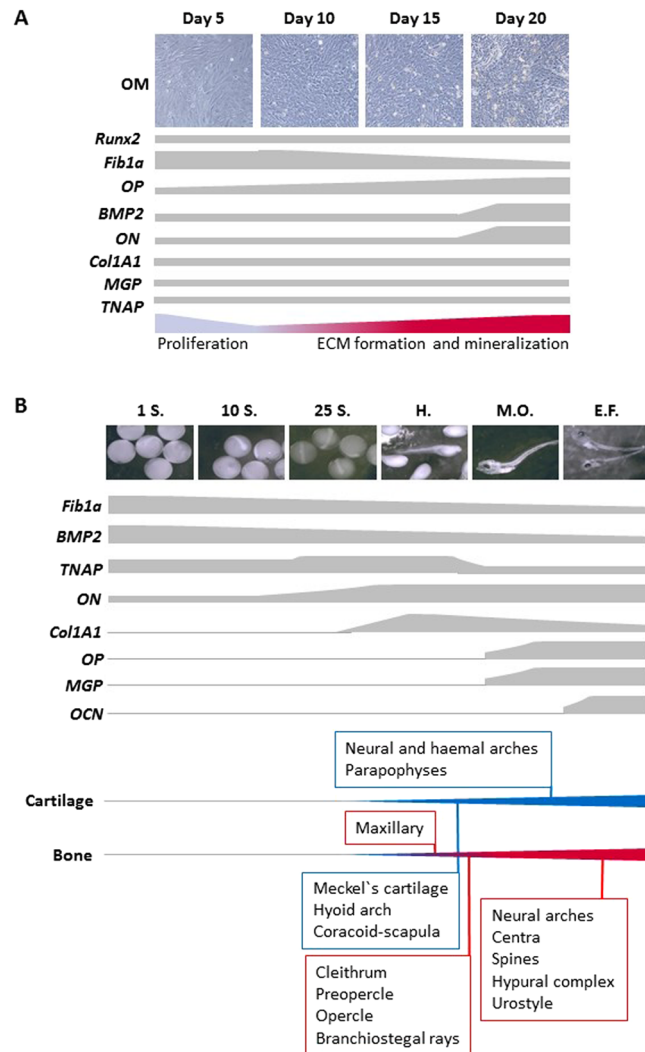 A
Day 5 Day 10 Day 15 Day 20
OM
Runx2
Fib1a
OP
BMP2
ON
Col1A1
MGP
TNAP
Proliferation ECM formation and mineralization
B
1 S. 10 S. 25 S. H. M.O. E.F.
Fib1a
BMP2
TNAP
ON
Col1A1
OP
MGP
OCN
Neural and haemal arches
Parapophyses
Cartilage
Maxillary
Bone
Meckel`s cartilage
Hyoid arch
Coracoid-scapula
Neural arches
Centra
Spines
Hypural complex
Urostyle
Cleithrum
Preopercle
Opercle
Branchiostegal rays